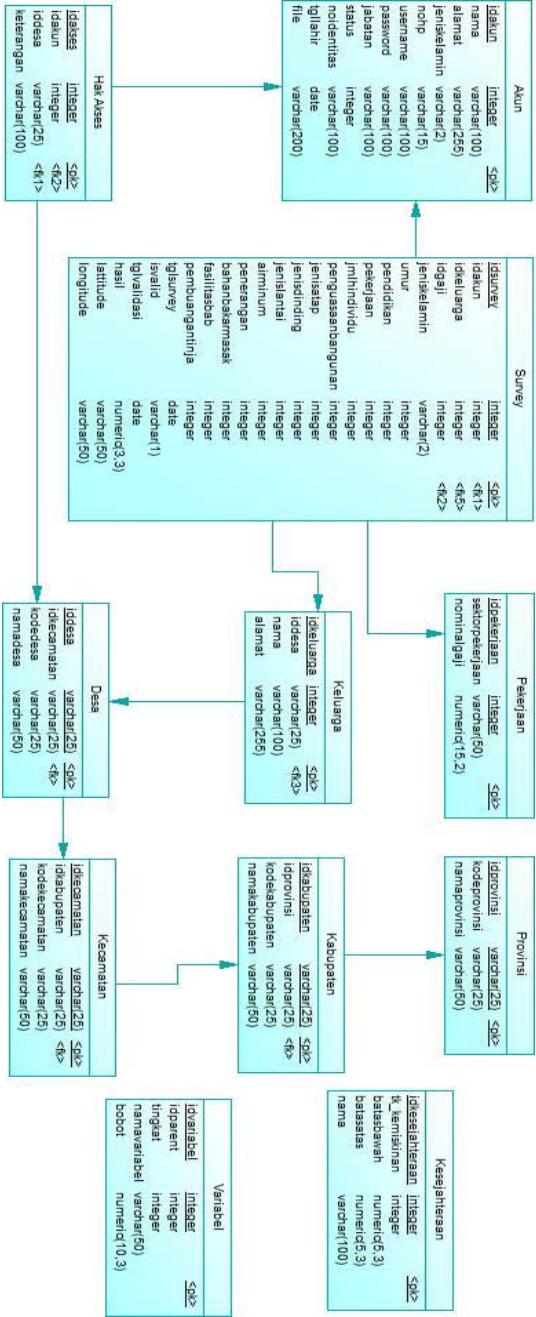 Akun
idakun integer <pk>
nama varchar(100)
alamat varchar(255)
jeniskelamin varchar(2)
nohp varchar(15)
username varchar(100)
password varchar(100)
jabatan varchar(100)
status integer
noidentitas varchar(100)
tgllahir date
file varchar(200)
Hak Akses
idakses integer <pk>
idakun integer <fk2>
iddesa varchar(25) <fk1>
keterangan varchar(100)
Survey
idsurvey integer <pk>
idakun integer <fk1>
idkeluarga integer <fk5>
idgaji integer <fk2>
jeniskelamin varchar(2)
umur integer
pendidikan integer
pekerjaan integer
jmlhindividu integer
penguasaanbangunan integer
jenisatap integer
jenisdinding integer
jenislantai integer
airminum integer
penerangan integer
bahanbakarmasak integer
fasilitasbab integer
pembuangantinja integer
tglsurvey date
isvalid varchar(1)
tglvalidasi date
hasil numeric(3,3)
lattitude varchar(50)
longitude varchar(50)
Pekerjaan
idpekerjaan integer <pk>
sektorpekerjaan varchar(50)
nominalgaji numeric(15,2)
Keluarga
idkeluarga integer <pk>
iddesa varchar(25) <fk3>
nama varchar(100)
alamat varchar(255)
Desa
iddesa varchar(25) <pk>
idkecamatan varchar(25) <fk>
kodedesa varchar(25)
namadesa varchar(50)
Provinsi
idprovinsi varchar(25) <pk>
kodeprovinsi varchar(25)
namaprovinsi varchar(50)
Kabupaten
idkabupaten varchar(25) <pk>
idprovinsi varchar(25) <fk>
kodekabupaten varchar(25)
namakabupaten varchar(50)
Kecamatan
idkecamatan varchar(25) <pk>
idkabupaten varchar(25) <fk>
kodekecamatan varchar(25)
namakecamatan varchar(50)
Kesejahteraan
idkesejahteraan integer <pk>
tk_kemiskinan integer
batasbawah numeric(5,3)
batasatas numeric(5,3)
nama varchar(100)
Variabel
idvariabel integer <pk>
idparent integer
tingkat integer
namavariabel varchar(50)
bobot numeric(10,3)